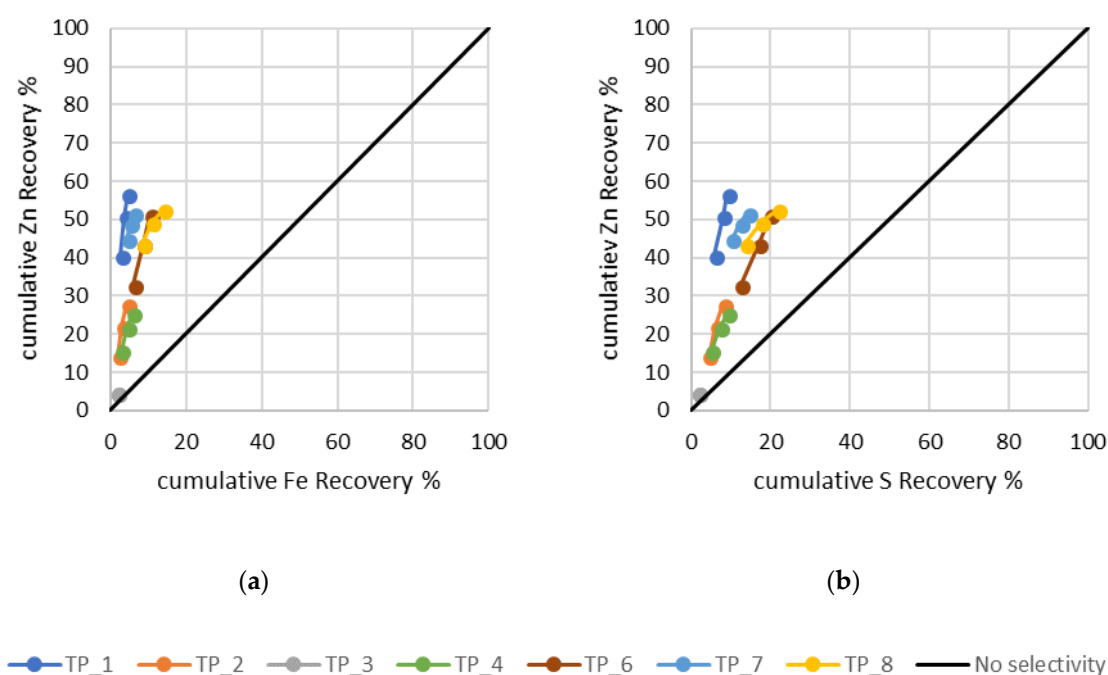 cumulative Zn Recovery %
100
90
80
70
60
50
40
30
20
10
0
0 20 40 60 80 100
cumulative Fe Recovery %
(a)
cumulatiev Zn Recovery %
100
90
80
70
60
50
40
30
20
10
0
0 20 40 60 80 100
cumulative S Recovery %
(b)
TP_1 TP_2 TP_3 TP_4 TP_6 TP_7 TP_8 No selectivity